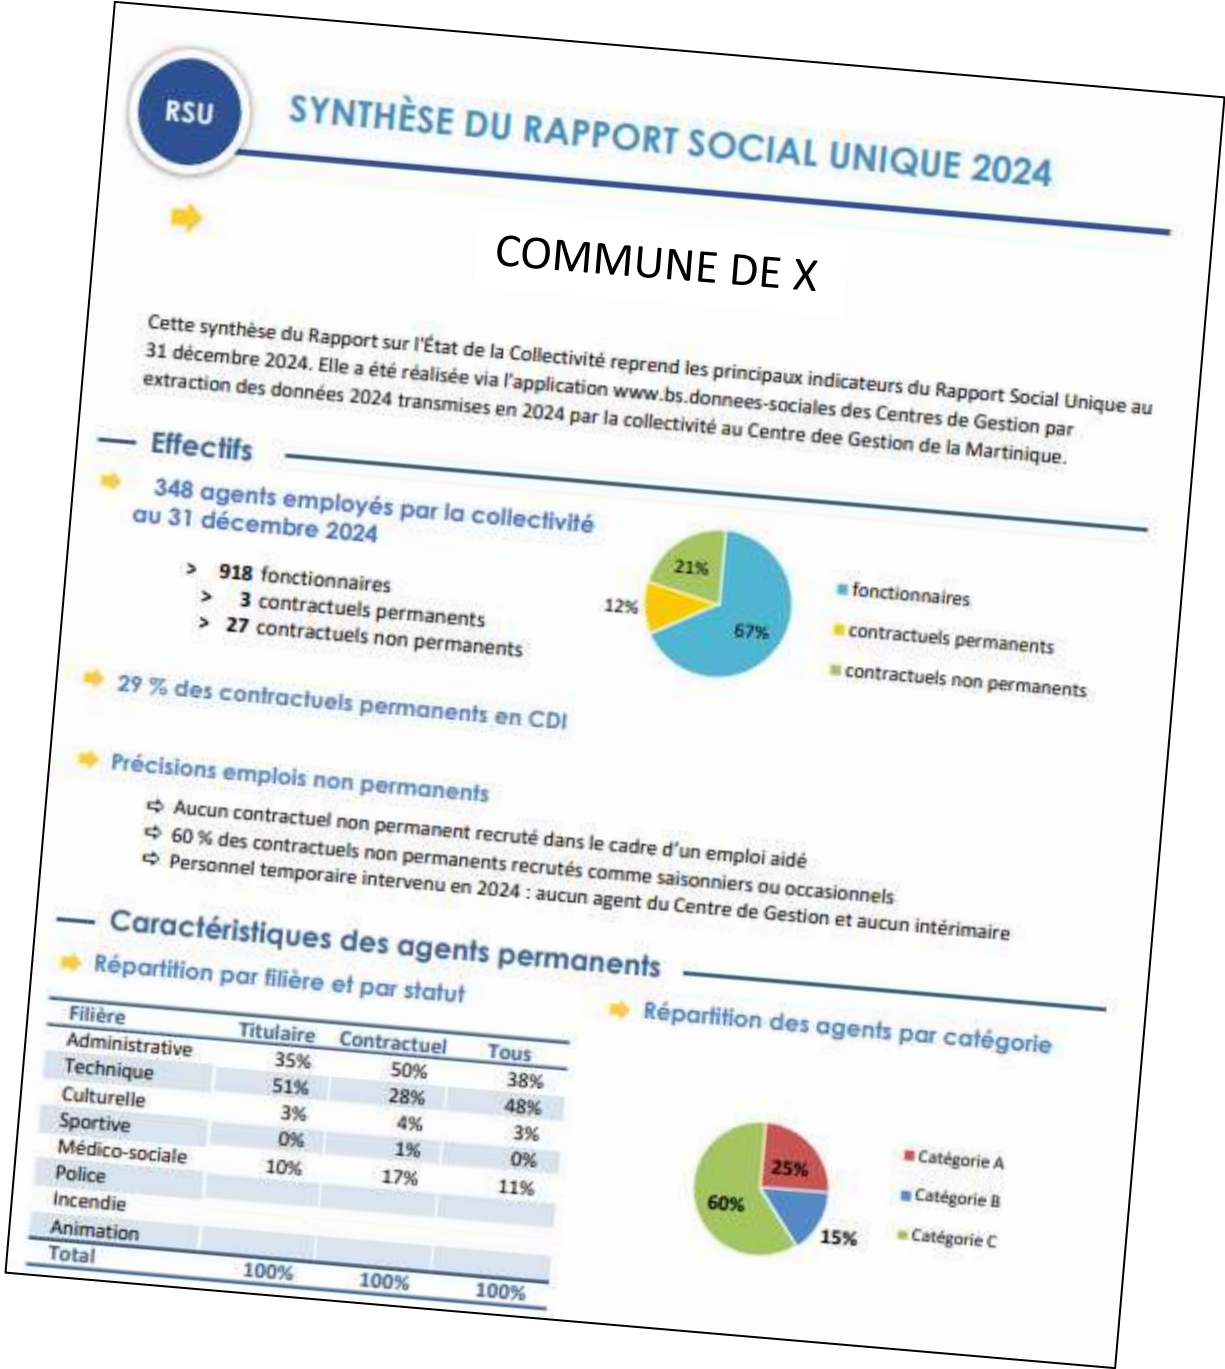 RSU
SYNTHÈSE DU RAPPORT SOCIAL UNIQUE 2024
COMMUNE DE X
Cette synthèse du Rapport sur l'État de la Collectivité reprend les principaux indicateurs du Rapport Social Unique au
31 décembre 2024. Elle a été réalisée via l'application www.bs.donnees-sociales des Centres de Gestion par
extraction des données 2024 transmises en 2024 par la collectivité au Centre dee Gestion de la Martinique.
Effectifs
348 agents employés par la collectivité
au 31 décembre 2024
> 918 fonctionnaires
> 3 contractuels permanents
> 27 contractuels non permanents
21%
12%
67%
fonctionnaires
contractuels permanents
contractuels non permanents
29 % des contractuels permanents en CDI
Précisions emplois non permanents
⇨ Aucun contractuel non permanent recruté dans le cadre d'un emploi aidé
⇨ 60 % des contractuels non permanents recrutés comme saisonniers ou occasionnels
⇨ Personnel temporaire intervenu en 2024 : aucun agent du Centre de Gestion et aucun intérimaire
Caractéristiques des agents permanents
Répartition par filière et par statut
Filière Titulaire Contractuel Tous
Administrative 35% 50% 38%
Technique 51% 28% 48%
Culturelle 3% 4% 3%
Sportive 0% 1% 0%
Médico-sociale 10% 17% 11%
Police
Incendie
Animation
Total 100% 100% 100%
Répartition des agents par catégorie
25%
60%
15%
Catégorie A
Catégorie B
Catégorie C